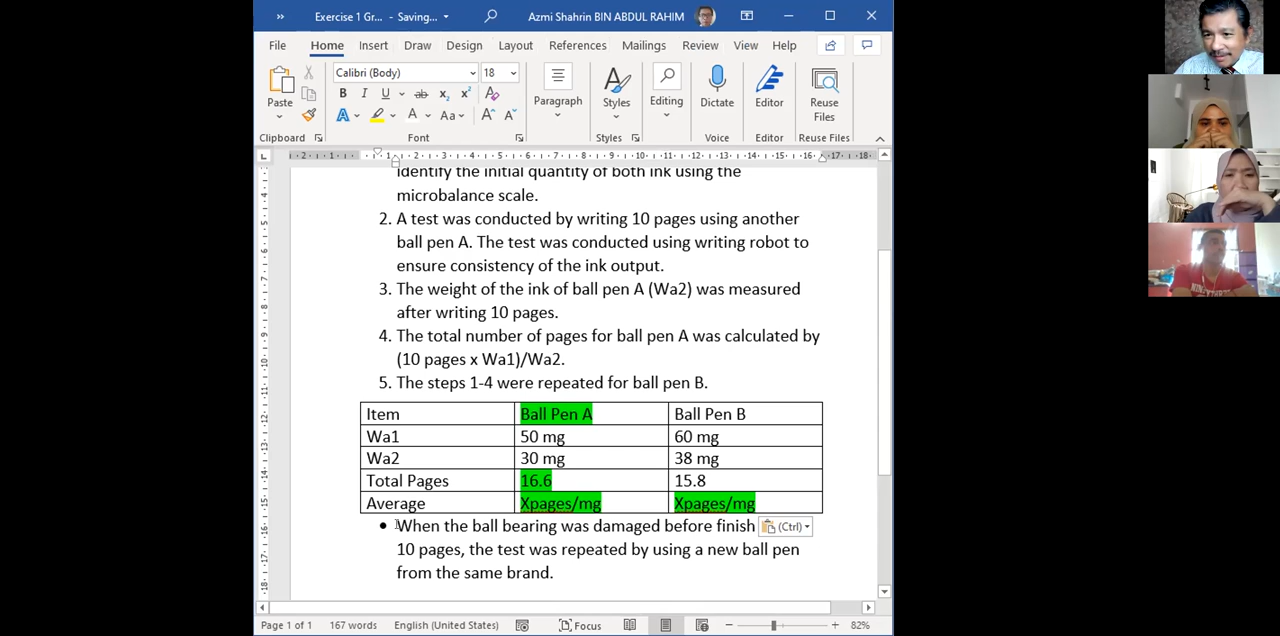 Exercise 1 Gr... - Saving...
Azmi Shahrin BIN ABDUL RAHIM
File Home Insert Draw Design Layout References Mailings Review View Help
Calibri (Body) 18
Paste
Paragraph
Styles
Editing
Dictate
Editor
Reuse Files
Clipboard Font Styles Voice Editor Reuse Files
identify the initial quantity of both ink using the
microbalance scale.
2. A test was conducted by writing 10 pages using another
ball pen A. The test was conducted using writing robot to
ensure consistency of the ink output.
3. The weight of the ink of ball pen A (Wa2) was measured
after writing 10 pages.
4. The total number of pages for ball pen A was calculated by
(10 pages x Wa1)/Wa2.
5. The steps 1-4 were repeated for ball pen B.
Item Ball Pen A Ball Pen B
Wa1 50 mg 60 mg
Wa2 30 mg 38 mg
Total Pages 16.6 15.8
Average Xpages/mg Xpages/mg
• When the ball bearing was damaged before finish (Ctrl)
10 pages, the test was repeated by using a new ball pen
from the same brand.
Page 1 of 1 167 words English (United States) Focus 82%